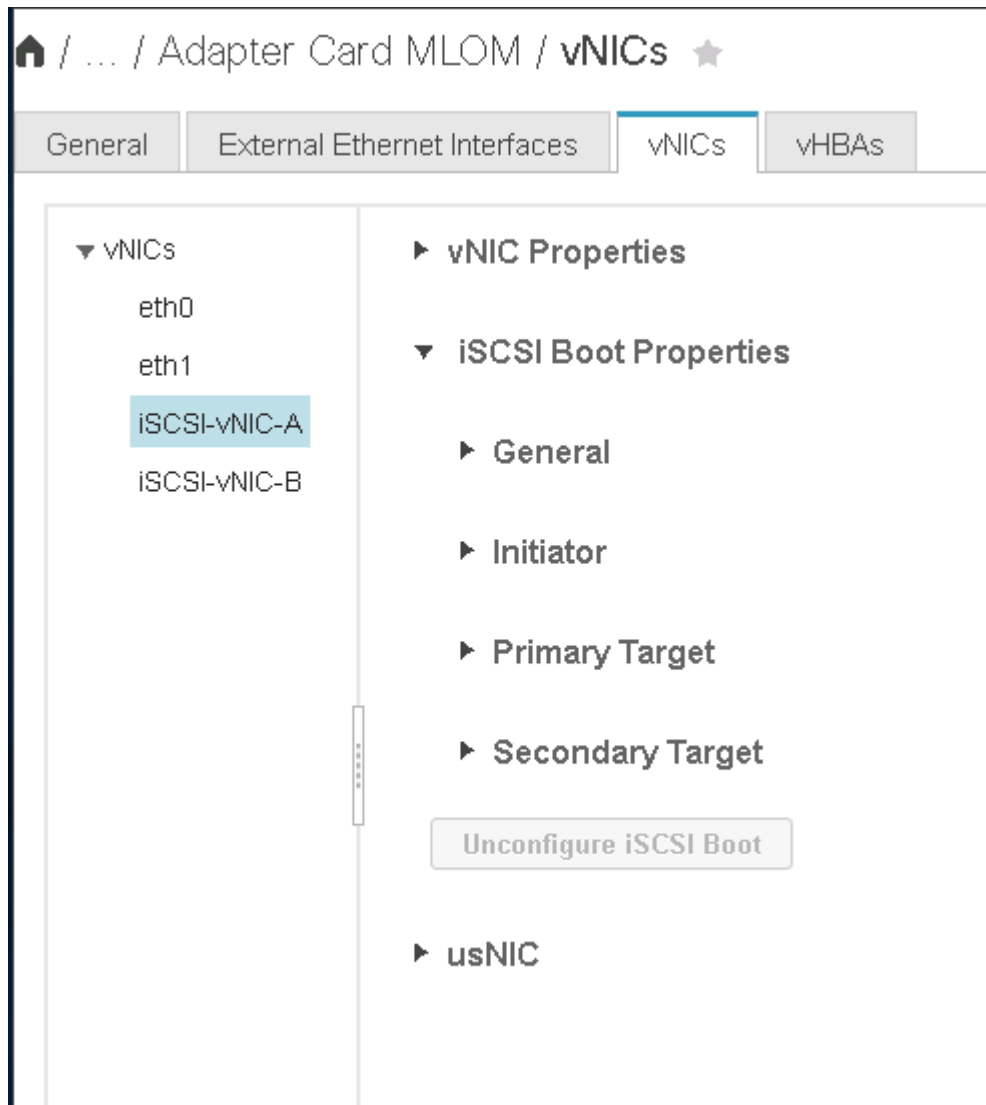 / ... / Adapter Card MLOM / vNICs
General External Ethernet Interfaces vNICs vHBAs
vNICs
eth0
eth1
iSCSI-vNIC-A
iSCSI-vNIC-B
vNIC Properties
iSCSI Boot Properties
General
Initiator
Primary Target
Secondary Target
Unconfigure iSCSI Boot
usNIC